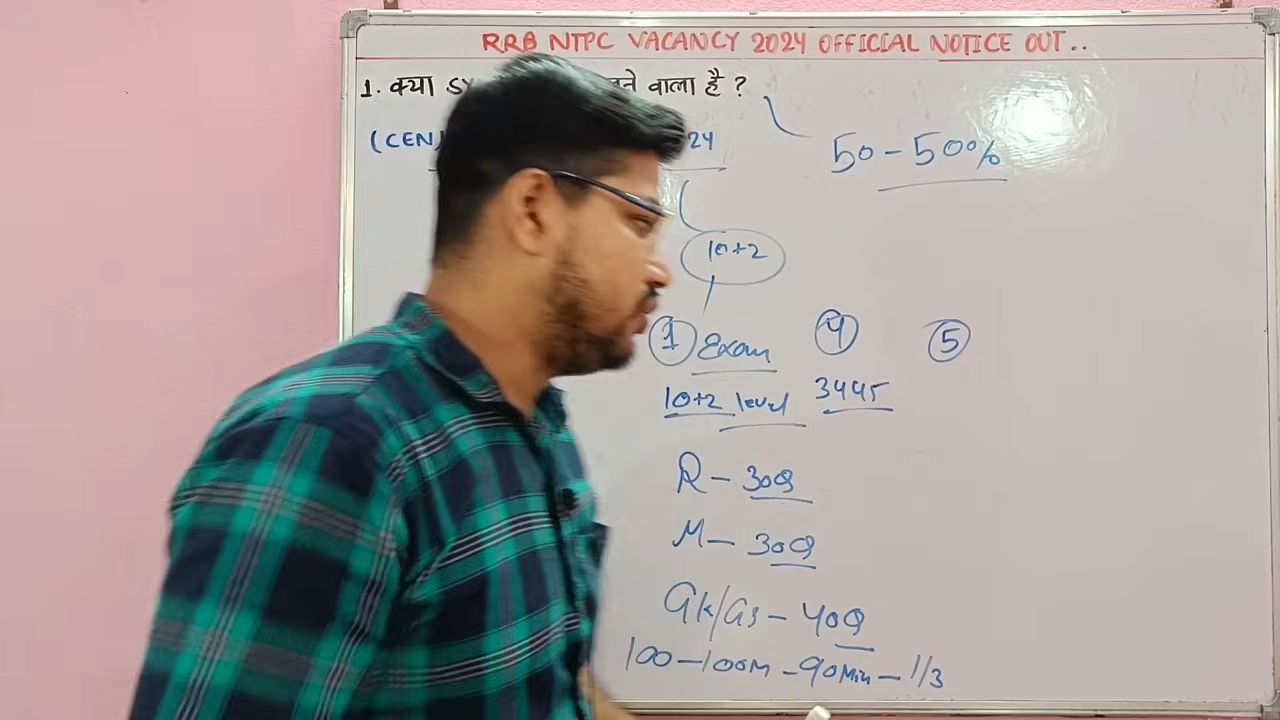 RRB NTPC VACANCY 2024 OFFICIAL NOTICE OUT..
1. क्या वाला है ?
(CEN) 24
50 - 50%
10+2
1 Exam 4 5
10+2 level 3445
R - 30Q
M - 30Q
GK/GS - 40Q
100 - 100M - 90Min - 1/3